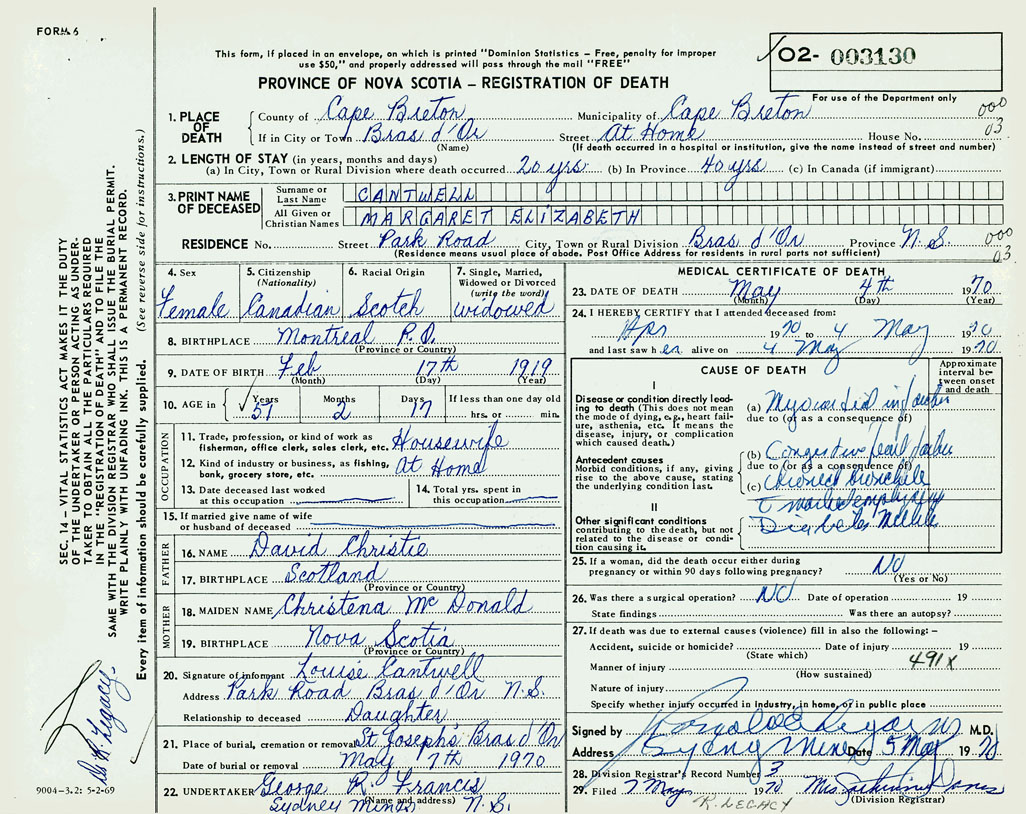 FORM 6
This form, if placed in an envelope, on which is printed "Dominion Statistics – Free, penalty for improper
use $50," and properly addressed will pass through the mail "FREE"
PROVINCE OF NOVA SCOTIA – REGISTRATION OF DEATH
02- 003130
For use of the Department only
1. PLACE OF DEATH
County of Cape Breton Municipality of Cape Breton 000
If in City or Town Bras d'Or Street At Home House No. 03
(Name) (If death occurred in a hospital or institution, give the name instead of street and number)
2. LENGTH OF STAY (in years, months and days)
(a) In City, Town or Rural Division where death occurred 20 yrs (b) In Province 40 yrs (c) In Canada (if immigrant)
3. PRINT NAME OF DECEASED
Surname or Last Name CANTWELL
All Given or Christian Names MARGARET ELIZABETH
RESIDENCE No. Street Park Road City, Town or Rural Division Bras d'Or Province N.S. 000
(Residence means usual place of abode. Post Office Address for residents in rural parts not sufficient) 03
4. Sex Female
5. Citizenship (Nationality) Canadian
6. Racial Origin Scotch
7. Single, Married, Widowed or Divorced (write the word) widowed
8. BIRTHPLACE Montreal P.Q.
(Province or Country)
9. DATE OF BIRTH Feb 17th 1919
(Month) (Day) (Year)
10. AGE in Years 51 Months 2 Days 17 If less than one day old
hrs. or min.
OCCUPATION
11. Trade, profession, or kind of work as
fisherman, office clerk, sales clerk, etc. Housewife
12. Kind of industry or business, as fishing,
bank, grocery store, etc. At Home
13. Date deceased last worked
at this occupation
14. Total yrs. spent in
this occupation
15. If married give name of wife
or husband of deceased
FATHER
16. NAME David Christie
17. BIRTHPLACE Scotland
(Province or Country)
MOTHER
18. MAIDEN NAME Christena Mc Donald
19. BIRTHPLACE Nova Scotia
(Province or Country)
20. Signature of informant Louise Cantwell
Address Park Road Bras d'Or N.S.
Relationship to deceased Daughter
21. Place of burial, cremation or removal St Joseph's Bras d'Or
Date of burial or removal May 7th 1970
22. UNDERTAKER George R. Francis
Sydney Mines N.S.
(Name and address)
MEDICAL CERTIFICATE OF DEATH
23. DATE OF DEATH May 4th 1970
(Month) (Day) (Year)
24. I HEREBY CERTIFY that I attended deceased from:
Apr 1970 to 4 May 1970
and last saw her alive on 4 May 1970
CAUSE OF DEATH
Approximate interval between onset and death
I
Disease or condition directly leading to death (This does not mean the mode of dying, e.g., heart failure, asthenia, etc. It means the disease, injury, or complication which caused death.)
(a) Myocardial infarction
due to (or as a consequence of)
Antecedent causes
Morbid conditions, if any, giving rise to the above cause, stating the underlying condition last.
(b) Congestive heart failure
due to (or as a consequence of)
(c) Chronic bronchitis
emphysema
II
Other significant conditions
contributing to the death, but not related to the disease or condition causing it.
Diabetes Mellitus
25. If a woman, did the death occur either during
pregnancy or within 90 days following pregnancy? NO
(Yes or No)
26. Was there a surgical operation? NO Date of operation 19
State findings Was there an autopsy?
27. If death was due to external causes (violence) fill in also the following: –
Accident, suicide or homicide? Date of injury 19
(State which) 491X
Manner of injury
(How sustained)
Nature of injury
Specify whether injury occurred in industry, in home, or in public place
Signed by M.D.
Address Sydney Mines Date 5 May 1970
28. Division Registrar's Record Number 3
29. Filed 7 May 1970 Mrs.
R. LEGACY (Division Registrar)
SEC. 14 – VITAL STATISTICS ACT MAKES IT THE DUTY
OF THE UNDERTAKER OR PERSON ACTING AS UNDER-
TAKER TO OBTAIN ALL THE PARTICULARS REQUIRED
IN THE "REGISTRATION OF DEATH" AND TO FILE THE
SAME WITH THE DIVISION REGISTRAR WHO SHALL ISSUE THE BURIAL PERMIT.
WRITE PLAINLY WITH UNFADING INK. THIS IS A PERMANENT RECORD.
Every item of information should be carefully supplied. (See reverse side for instructions.)
Dr. R. Legacy.
9004-3.2: 5-2-69